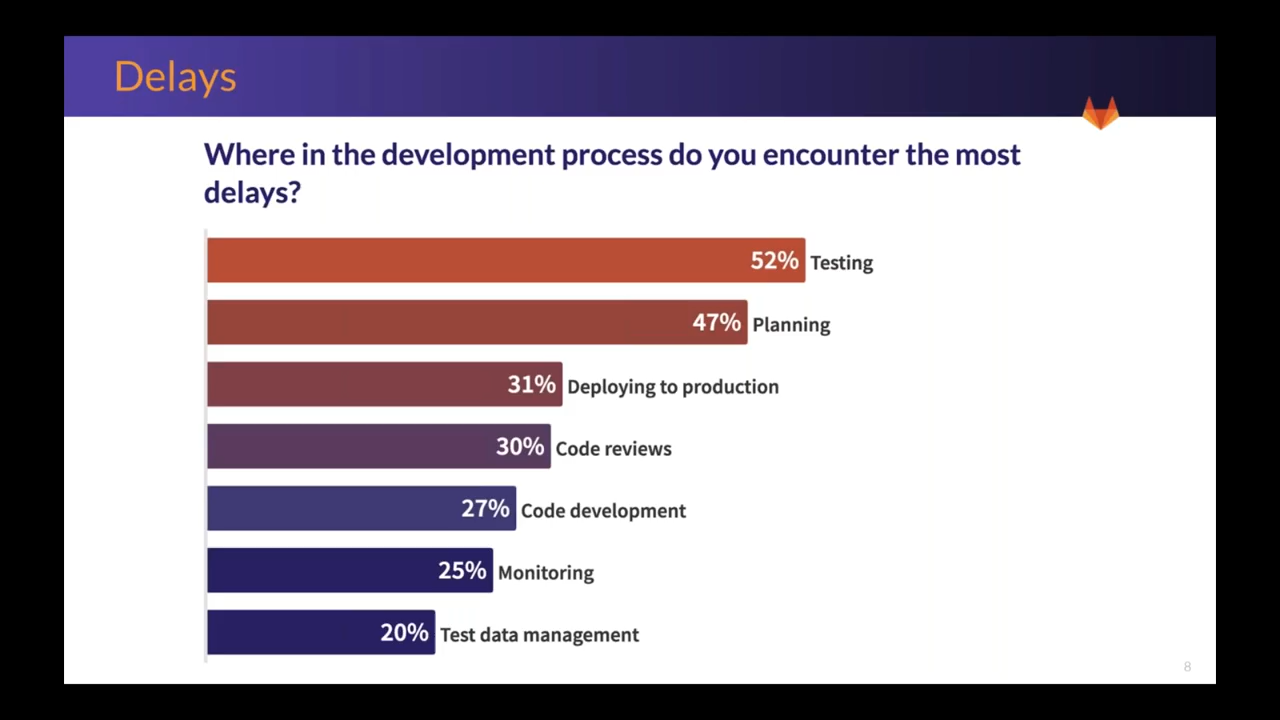 Delays
Where in the development process do you encounter the most
delays?
52% Testing
47% Planning
31% Deploying to production
30% Code reviews
27% Code development
25% Monitoring
20% Test data management
8